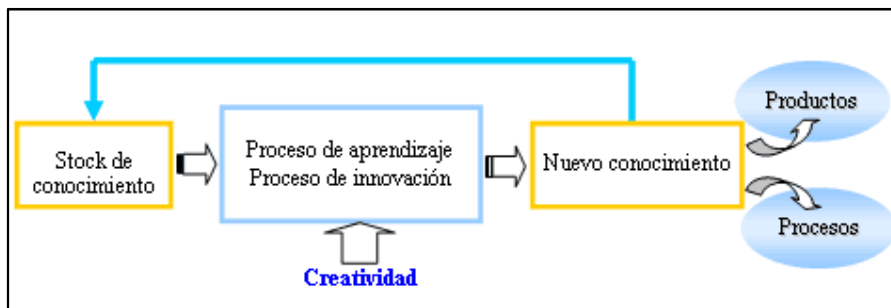 Stock de
conocimiento
Proceso de aprendizaje
Proceso de innovación
Nuevo conocimiento
Productos
Procesos
Creatividad